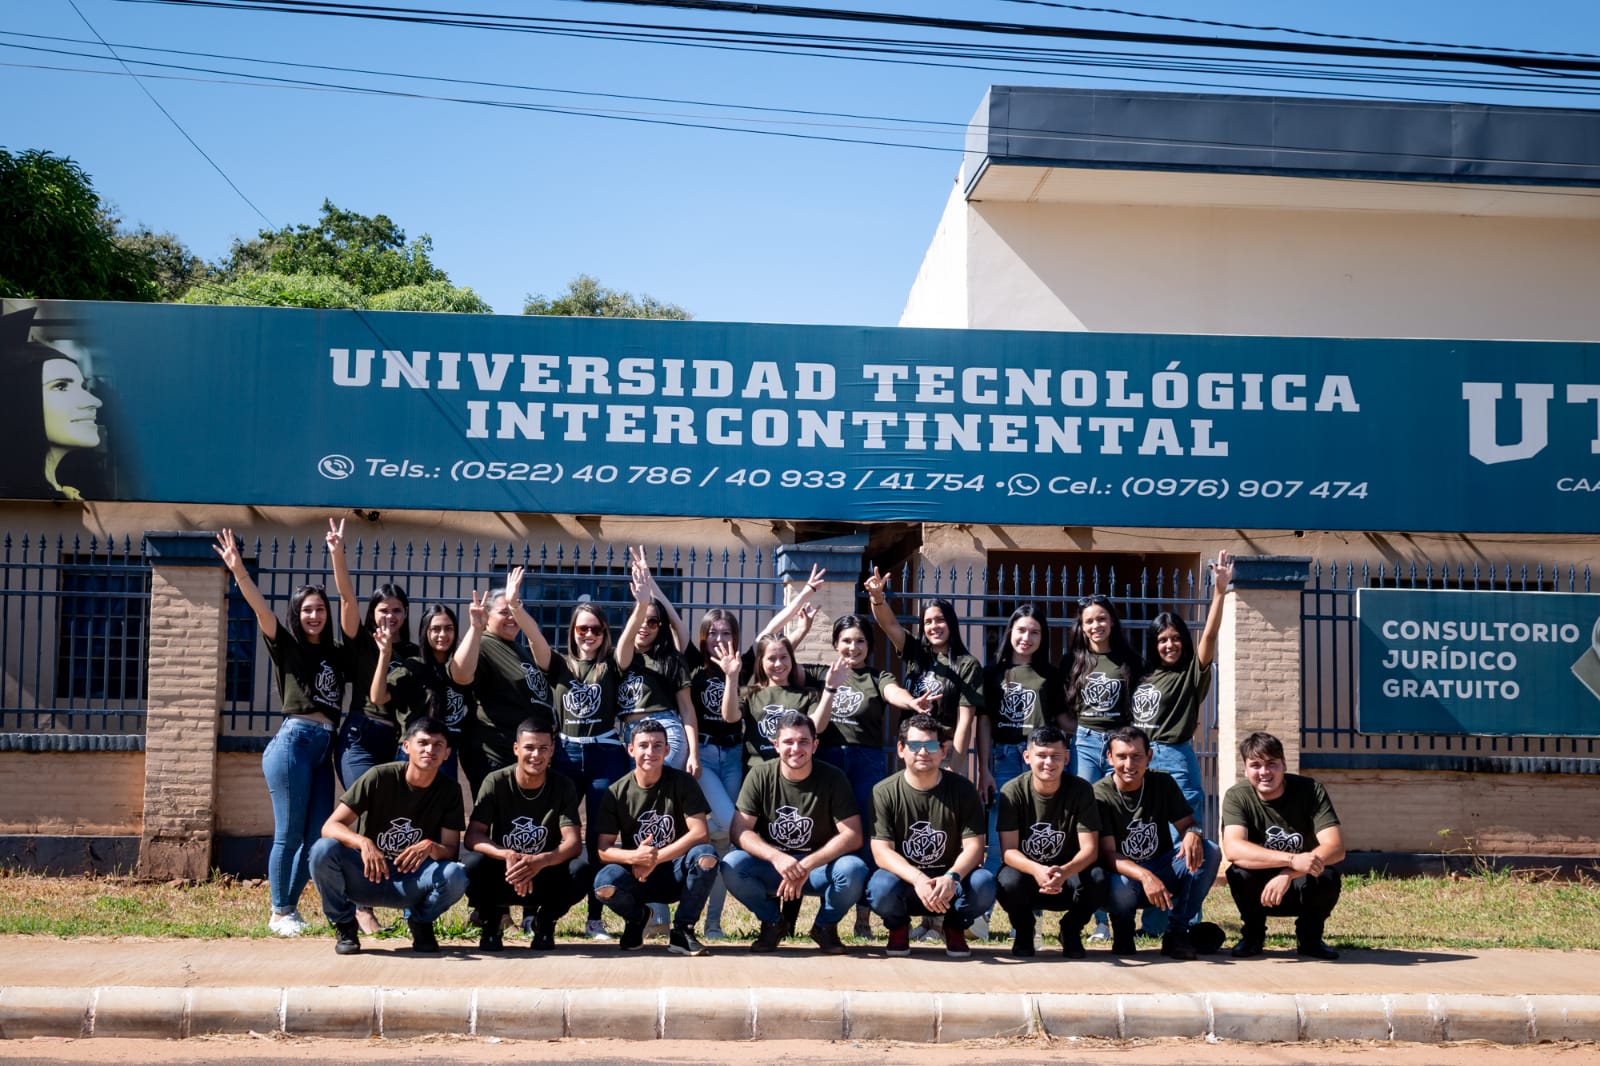 UNIVERSIDAD TECNOLÓGICA
INTERCONTINENTAL
Tels.: (0522) 40 786 / 40 933 / 41 754 • Cel.: (0976) 907 474
UT
CAA
CONSULTORIO
JURÍDICO
GRATUITO